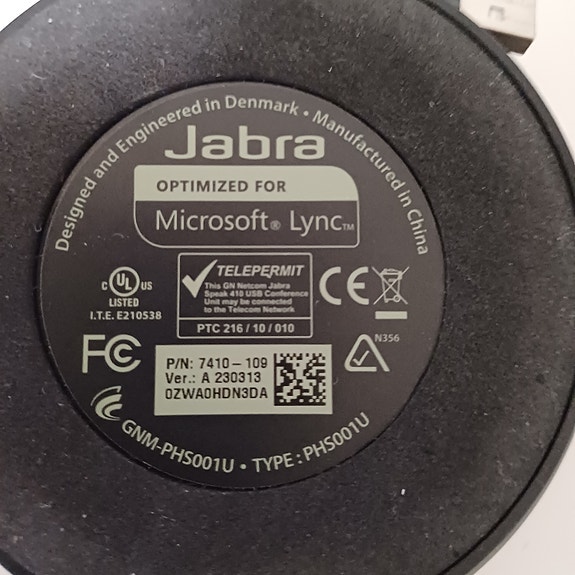 Designed and Engineered in Denmark • Manufactured in China
Jabra
OPTIMIZED FOR
Microsoft® Lync™
C UL US
LISTED
I.T.E. E210538
TELEPERMIT
This GN Netcom Jabra
Speak 410 USB Conference
Unit may be connected
to the Telecom Network
PTC 216 / 10 / 010
CE
FC
N356
P/N: 7410-109
Ver.: A 230313
0ZWA0HDN3DA
GNM-PHS001U • TYPE: PHS001U